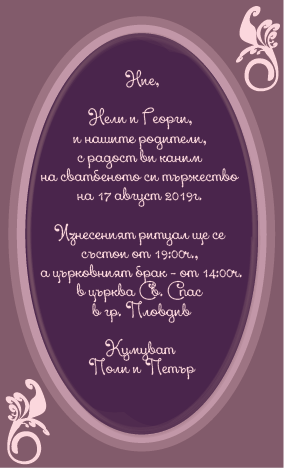 Ние,
Нели и Георги,
и нашите родители,
с радост ви каним
на сватбеното си тържество
на 17 август 2019г.
Изнесеният ритуал ще се
състои от 19:00ч.,
а църковният брак - от 14:00ч.
в църква Св. Спас
в гр. Пловдив
Кумуват
Поли и Петър